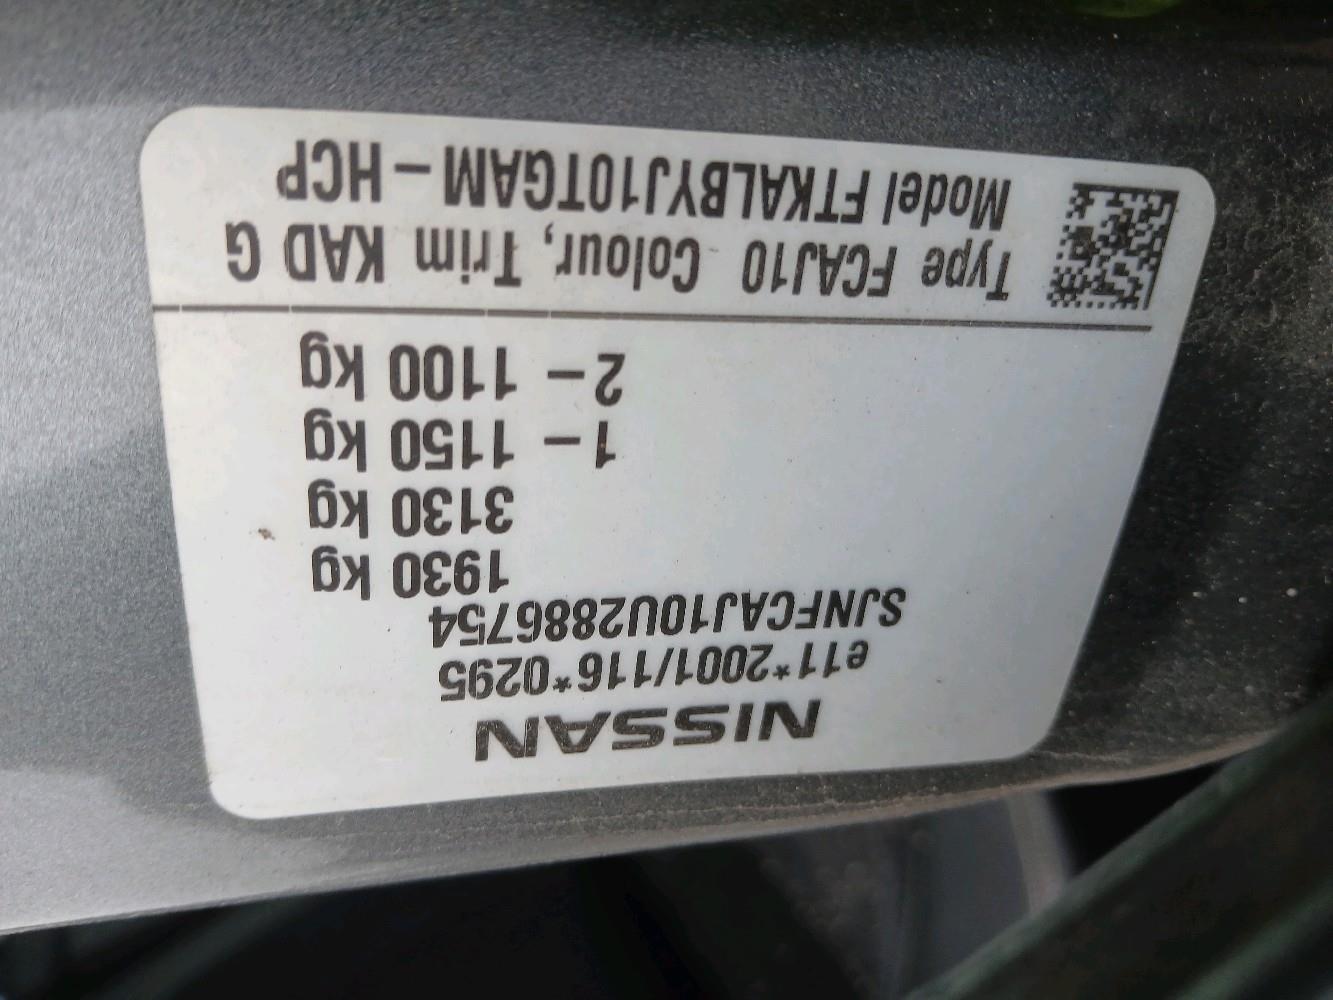 NISSAN
e11*2001/116*0295
SJNFCAJ10U2886754
1930 kg
3130 kg
1– 1150 kg
2– 1100 kg
Type FCAJ10 Colour, Trim KAD G
Model FTKALBYJ10TGAM – HCP